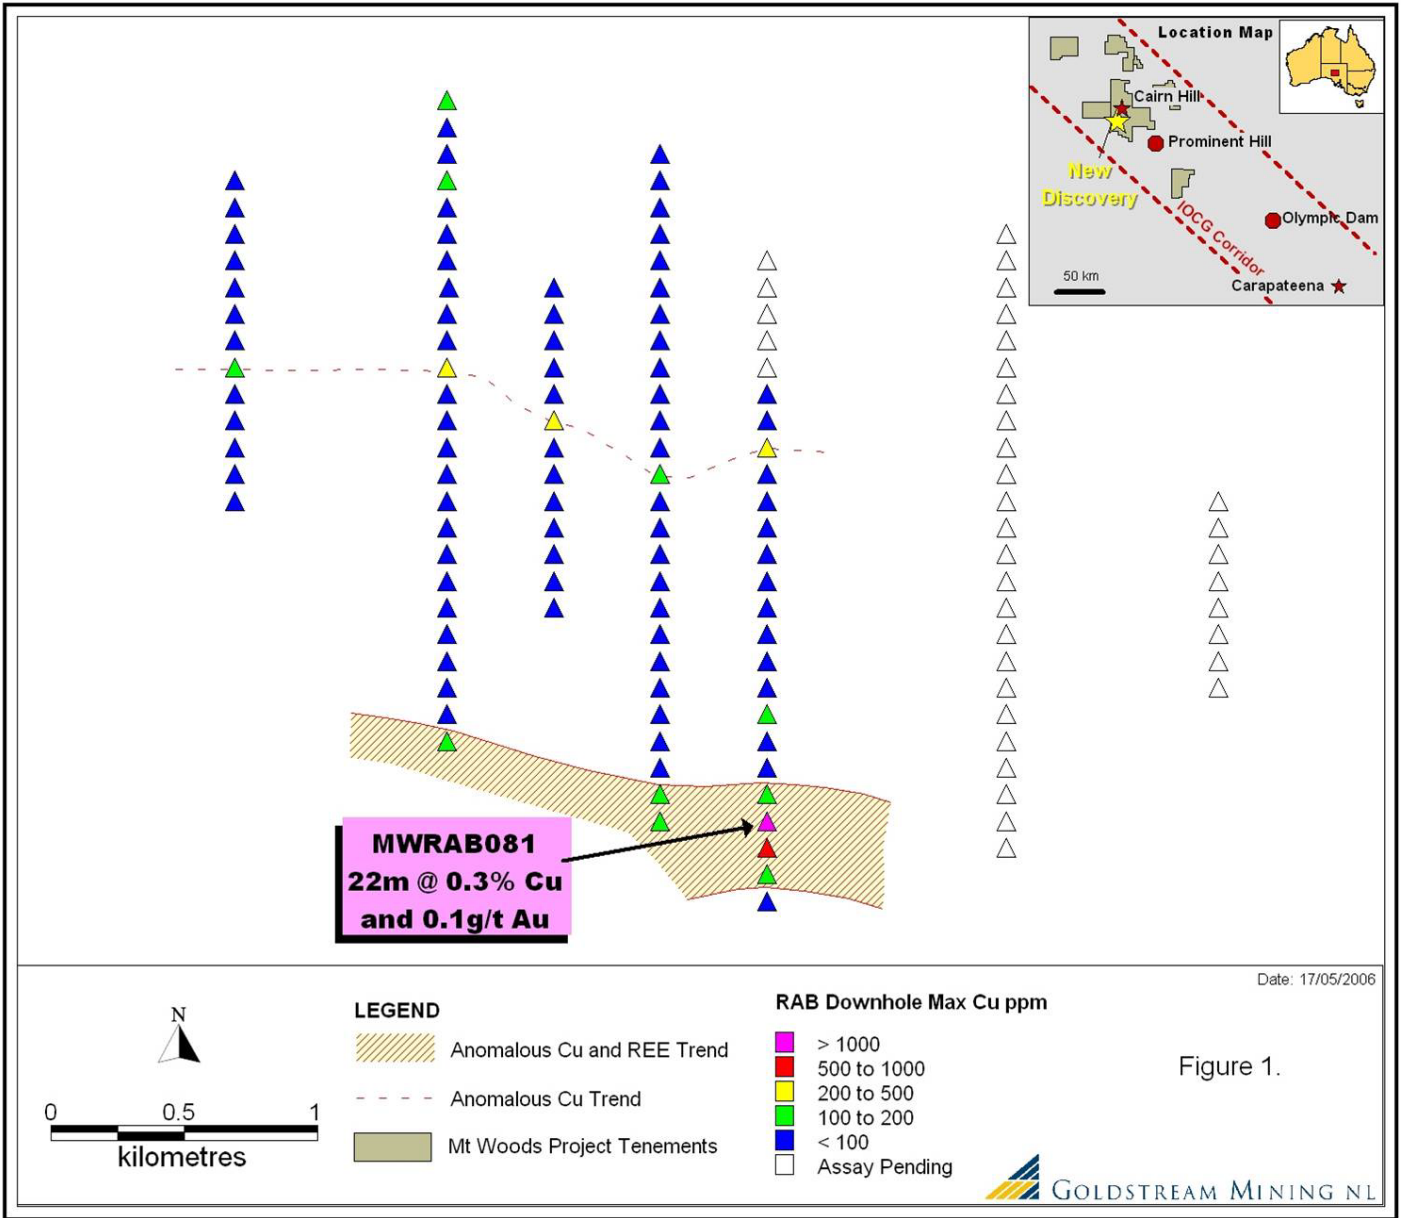 Location Map
Cairn Hill
Prominent Hill
New
Discovery
IOCG Corridor
Olympic Dam
50 km
Carapateena
MWRAB081
22m @ 0.3% Cu
and 0.1g/t Au
Date: 17/05/2006
N
0 0.5 1
kilometres
LEGEND
Anomalous Cu and REE Trend
Anomalous Cu Trend
Mt Woods Project Tenements
RAB Downhole Max Cu ppm
> 1000
500 to 1000
200 to 500
100 to 200
< 100
Assay Pending
Figure 1.
GOLDSTREAM MINING NL